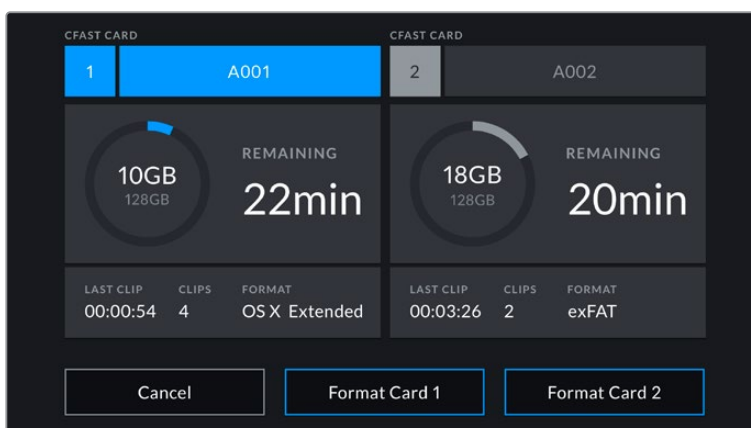 CFAST CARD
1 A001
10GB
128GB
REMAINING
22min
LAST CLIP CLIPS FORMAT
00:00:54 4 OS X Extended
CFAST CARD
2 A002
18GB
128GB
REMAINING
20min
LAST CLIP CLIPS FORMAT
00:03:26 2 exFAT
Cancel Format Card 1 Format Card 2